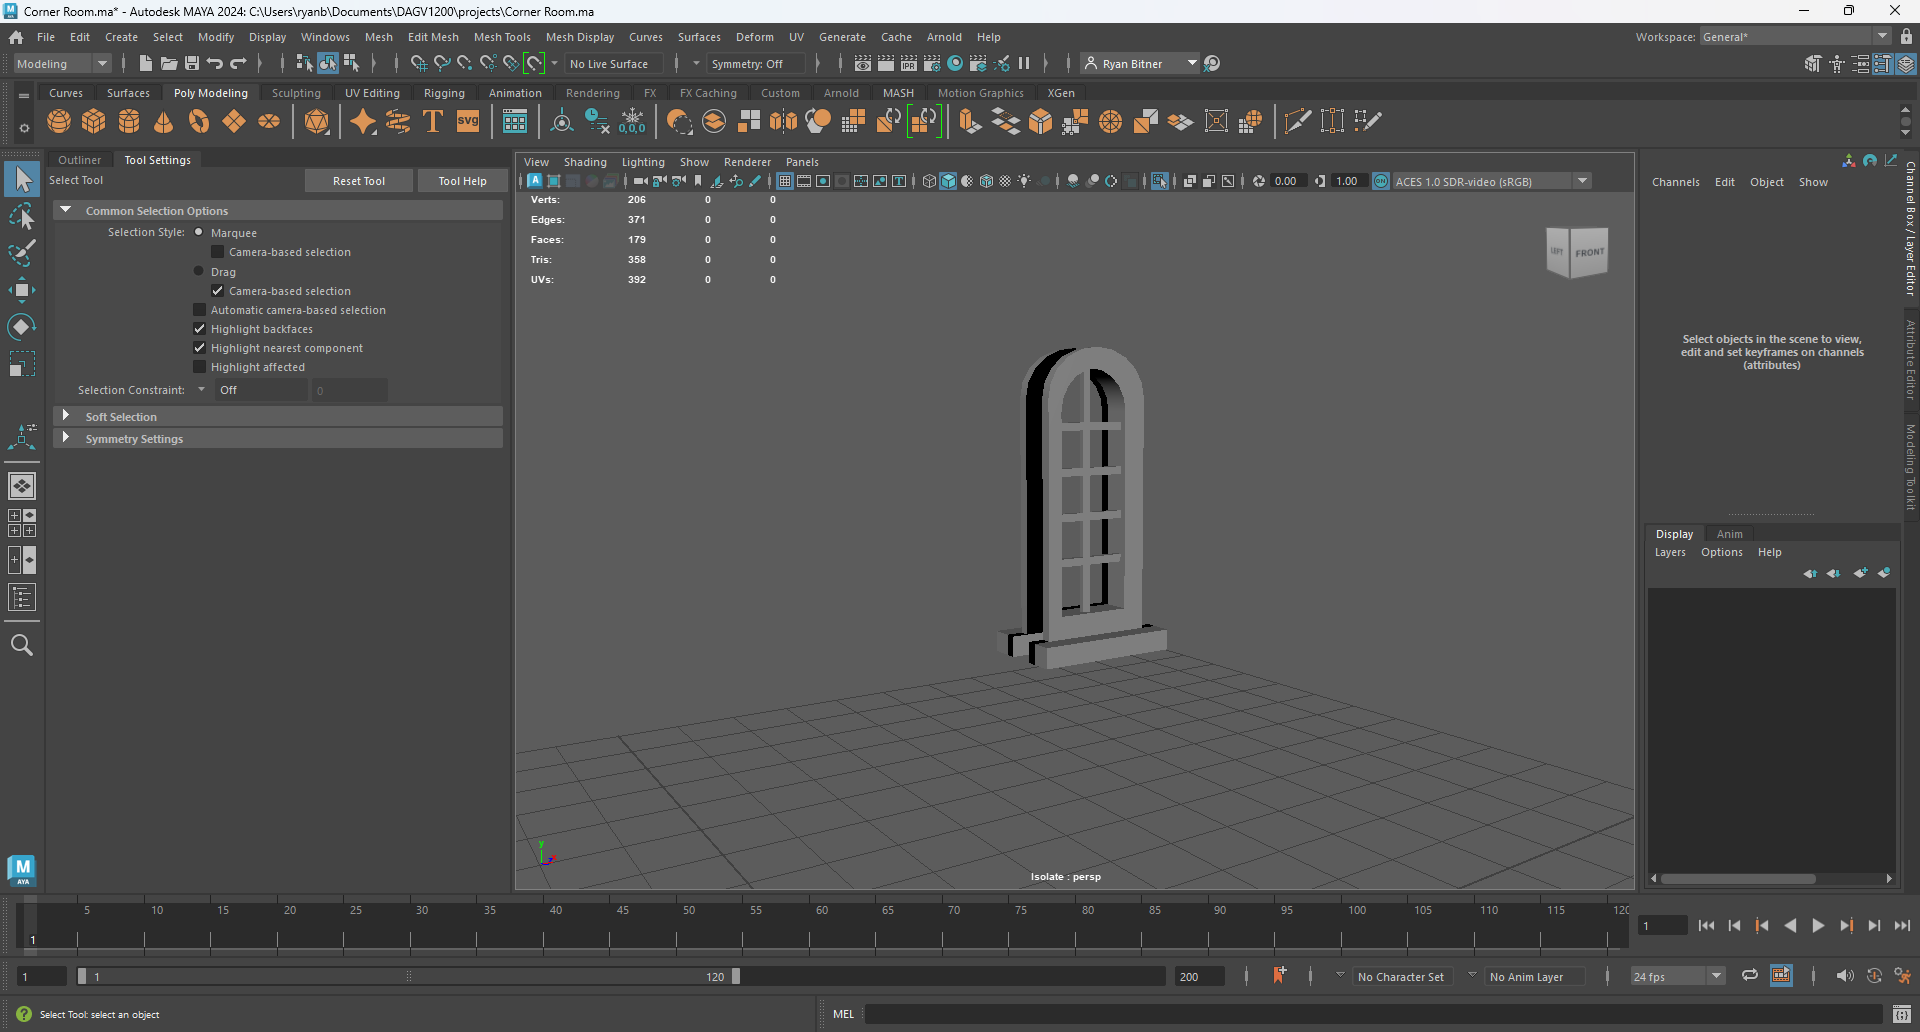 Corner Room.ma* - Autodesk MAYA 2024: C:\Users\ryanb\Documents\DAGV1200\projects\Corner Room.ma
File Edit Create Select Modify Display Windows Mesh Edit Mesh Mesh Tools Mesh Display Curves Surfaces Deform UV Generate Cache Arnold Help Workspace: General*
Modeling No Live Surface Symmetry: Off IPR Ryan Bitner
Curves Surfaces Poly Modeling Sculpting UV Editing Rigging Animation Rendering FX FX Caching Custom Arnold MASH Motion Graphics XGen
T svg 0,0,0
Outliner Tool Settings
Select Tool Reset Tool Tool Help
Common Selection Options
Selection Style: Marquee
Camera-based selection
Drag
Camera-based selection
Automatic camera-based selection
Highlight backfaces
Highlight nearest component
Highlight affected
Selection Constraint: Off 0
Soft Selection
Symmetry Settings
View Shading Lighting Show Renderer Panels
0.00 1.00 ON ACES 1.0 SDR-video (sRGB)
Verts: 206 0 0
Edges: 371 0 0
Faces: 179 0 0
Tris: 358 0 0
UVs: 392 0 0
LEFT FRONT
y
z
Isolate : persp
Channels Edit Object Show
Select objects in the scene to view,
edit and set keyframes on channels
(attributes)
Channel Box / Layer Editor
Attribute Editor
Modeling Toolkit
Display Anim
Layers Options Help
M
AYA
5 10 15 20 25 30 35 40 45 50 55 60 65 70 75 80 85 90 95 100 105 110 115 120
1
1
1 1 120 200 No Character Set No Anim Layer 24 fps
Select Tool: select an object
MEL